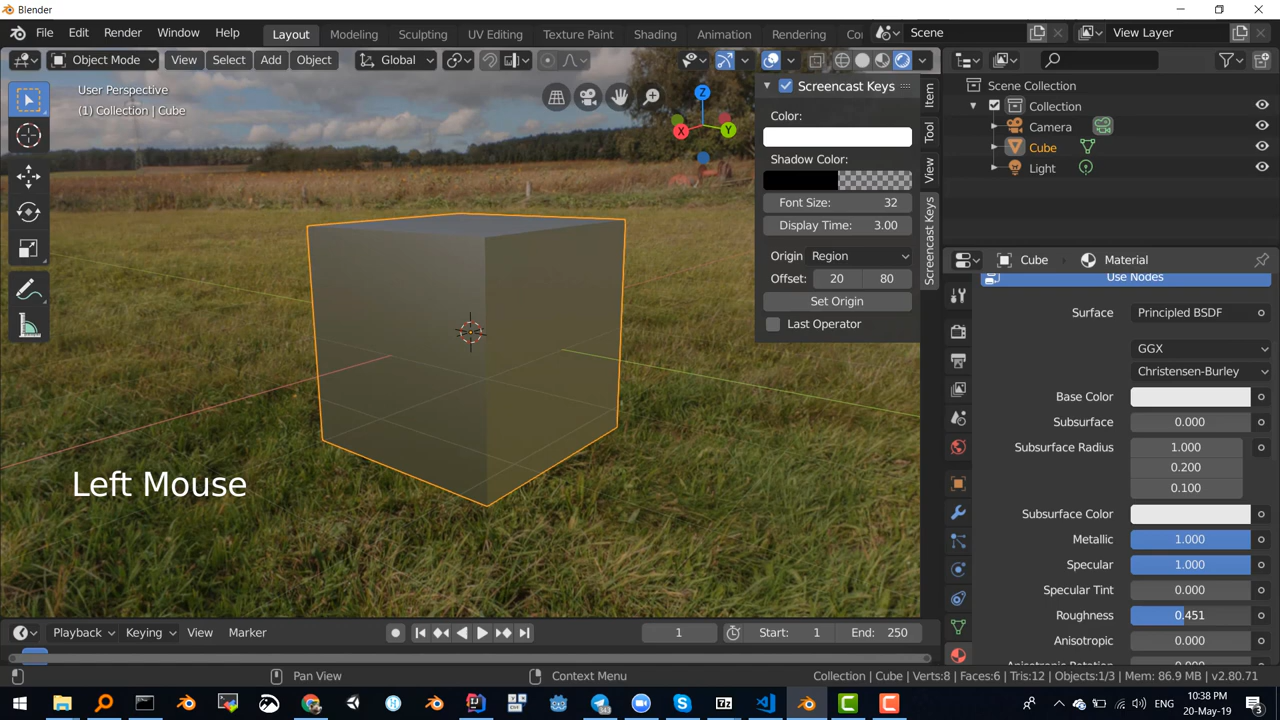 Blender
File Edit Render Window Help
Layout Modeling Sculpting UV Editing Texture Paint Shading Animation Rendering Co
Scene
View Layer
Object Mode View Select Add Object Global
User Perspective
(1) Collection | Cube
Z
X
Y
Screencast Keys
Color:
Shadow Color:
Font Size: 32
Display Time: 3.00
Origin Region
Offset: 20 80
Set Origin
Last Operator
Item
Tool
View
Screencast Keys
Scene Collection
Collection
Camera
Cube
Light
Cube Material
Use Nodes
Surface Principled BSDF
GGX
Christensen-Burley
Base Color
Subsurface 0.000
Subsurface Radius 1.000
0.200
0.100
Subsurface Color
Metallic 1.000
Specular 1.000
Specular Tint 0.000
Roughness 0.451
Anisotropic 0.000
Anisotropic Rotation 0.000
Left Mouse
Playback Keying View Marker
1
Start: 1
End: 250
Pan View
Context Menu
Collection | Cube | Verts:8 | Faces:6 | Tris:12 | Objects:1/3 | Mem: 86.9 MB | v2.80.71
7z
10:38 PM
20-May-19
3